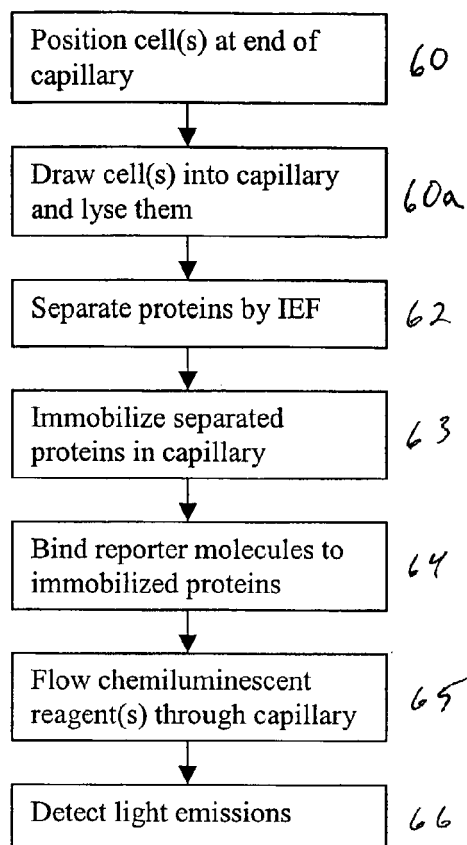 Position cell(s) at end of
capillary
60
Draw cell(s) into capillary
and lyse them
60a
Separate proteins by IEF
62
Immobilize separated
proteins in capillary
63
Bind reporter molecules to
immobilized proteins
64
Flow chemiluminescent
reagent(s) through capillary
65
Detect light emissions
66